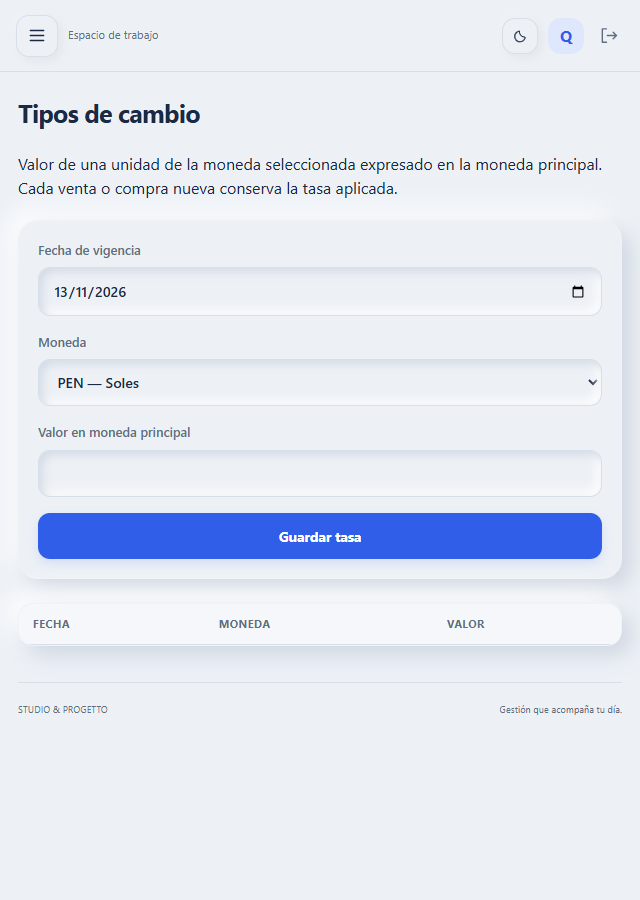 Espacio de trabajo
Q
Tipos de cambio
Valor de una unidad de la moneda seleccionada expresado en la moneda principal.
Cada venta o compra nueva conserva la tasa aplicada.
Fecha de vigencia
13/11/2026
Moneda
PEN — Soles
Valor en moneda principal
Guardar tasa
FECHA MONEDA VALOR
STUDIO & PROGETTO Gestión que acompaña tu día.